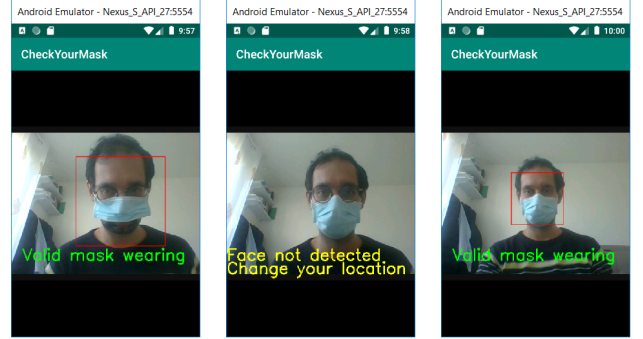 Android Emulator - Nexus_S_API_27:5554
9:57
CheckYourMask
Valid mask wearing
Android Emulator - Nexus_S_API_27:5554
9:58
CheckYourMask
Face not detected
Change your location
Android Emulator - Nexus_S_API_27:5554
10:00
CheckYourMask
Valid mask wearing